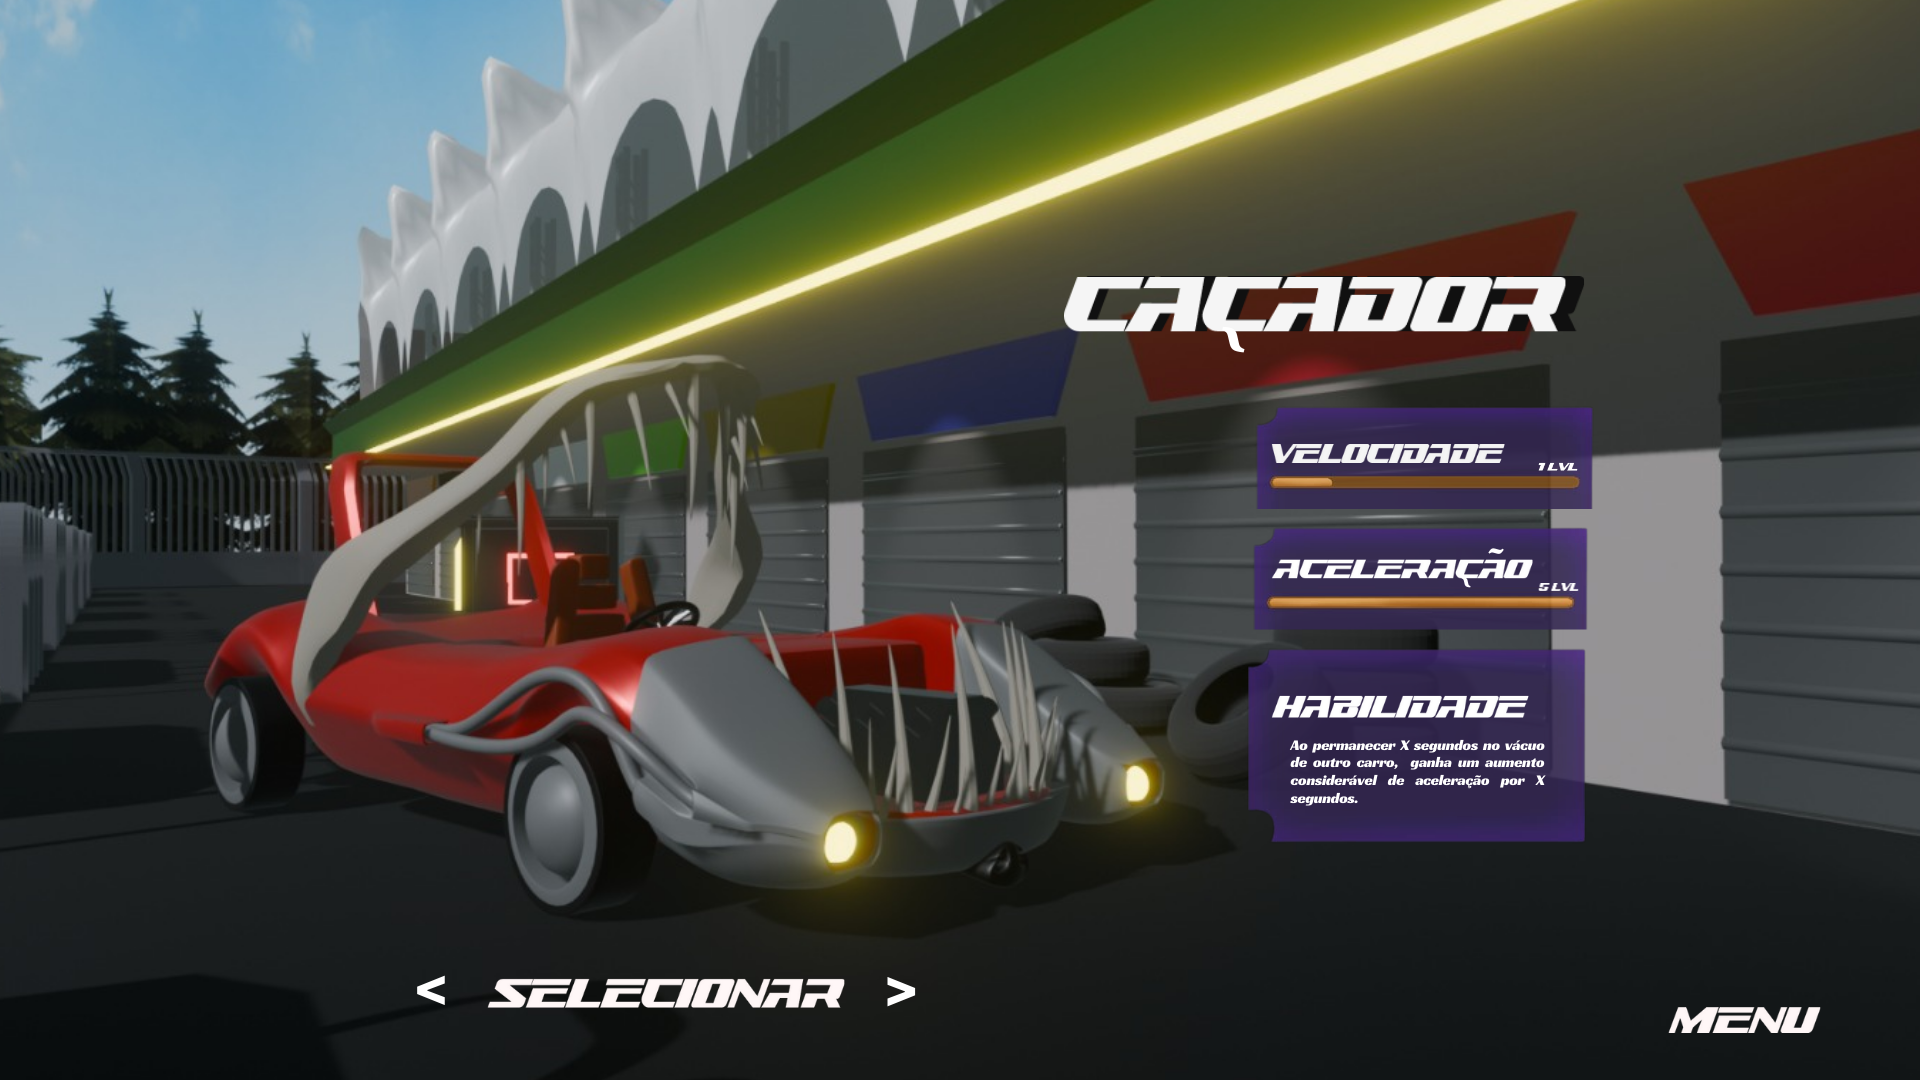 CAÇADOR
VELOCIDADE
1 LVL
ACELERAÇÃO
5 LVL
HABILIDADE
Ao permanecer X segundos no vácuo
de outro carro, ganha um aumento
considerável de aceleração por X
segundos.
< SELECIONAR >
MENU